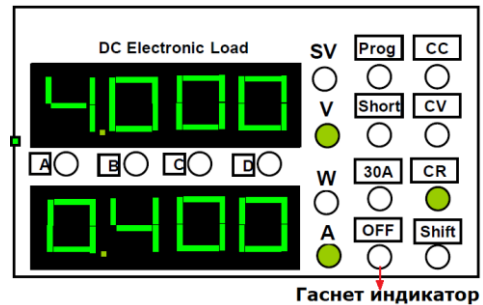 DC Electronic Load
SV Prog CC
4.000
V Short CV
A B C D
W 30A CR
0.400
A OFF Shift
Гаснет индикатор